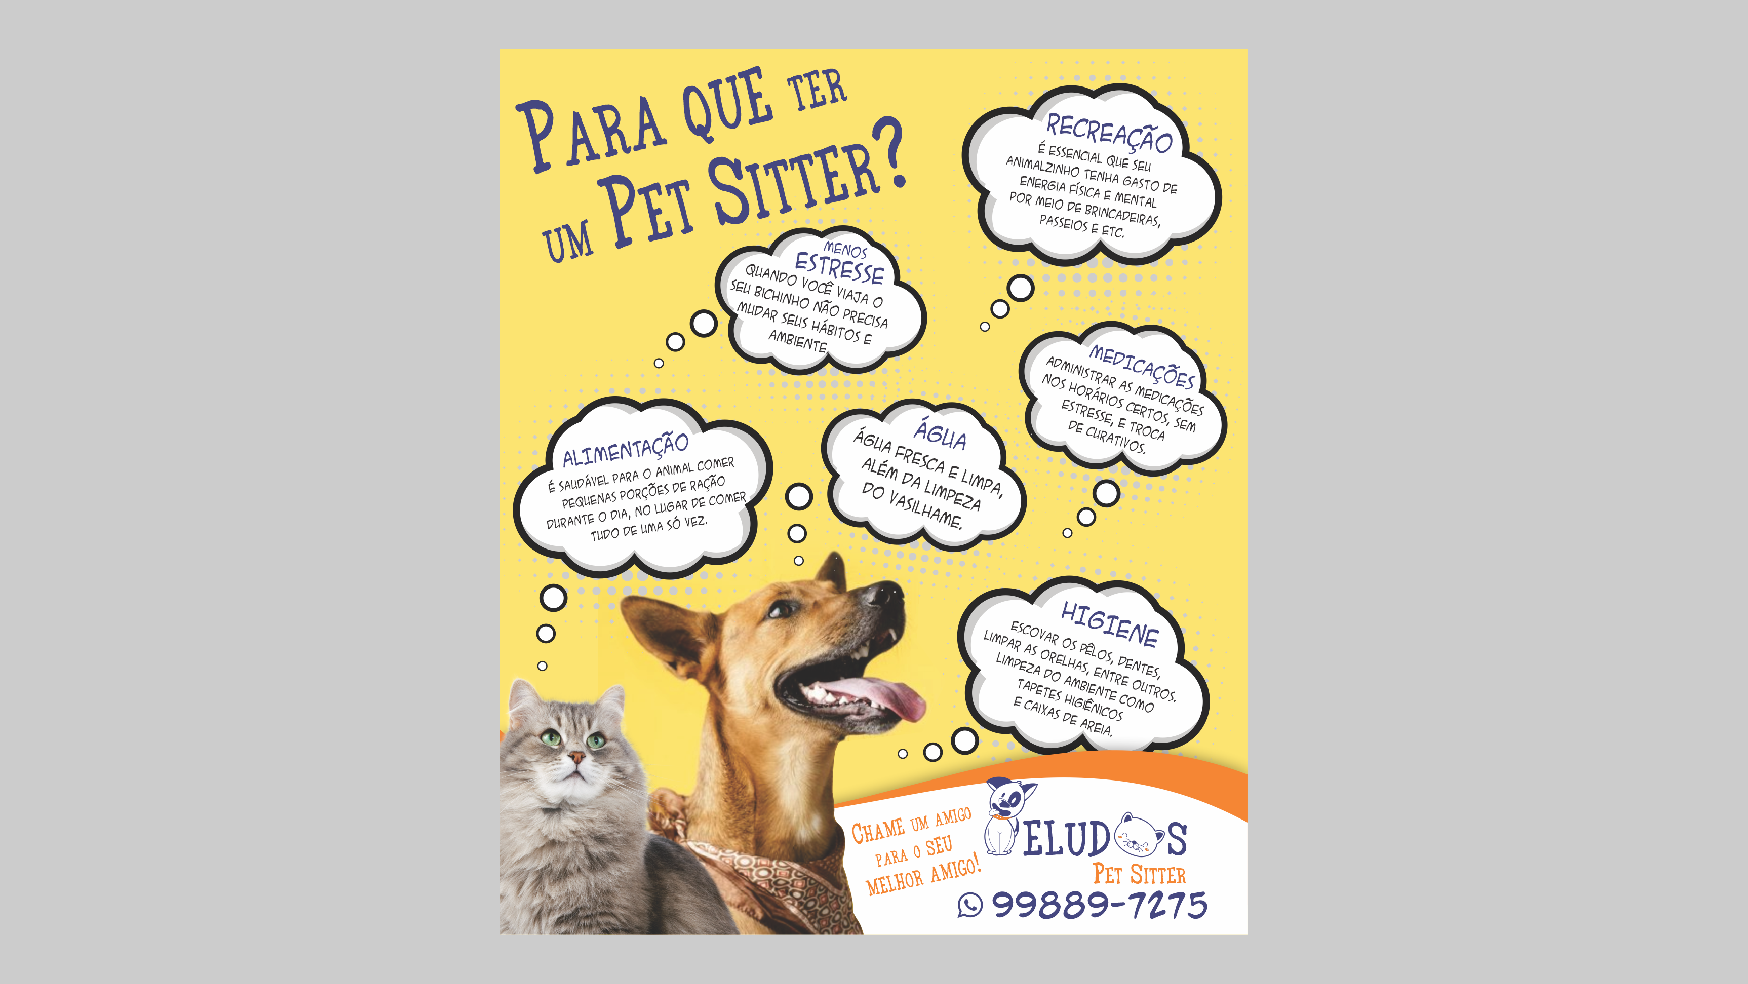 PARA QUE TER
UM PET SITTER?
RECREAÇÃO
É ESSENCIAL QUE SEU
ANIMALZINHO TENHA GASTO DE
ENERGIA FÍSICA E MENTAL
POR MEIO DE BRINCADEIRAS,
PASSEIOS E ETC.
MENOS
ESTRESSE
QUANDO VOCÊ VIAJA O
SEU BICHINHO NÃO PRECISA
MUDAR SEUS HÁBITOS E
AMBIENTE.
MEDICAÇÕES
ADMINISTRAR AS MEDICAÇÕES
NOS HORÁRIOS CERTOS, SEM
ESTRESSE, E TROCA
DE CURATIVOS.
ALIMENTAÇÃO
É SAUDÁVEL PARA O ANIMAL COMER
PEQUENAS PORÇÕES DE RAÇÃO
DURANTE O DIA, NO LUGAR DE COMER
TUDO DE UMA SÓ VEZ.
ÁGUA
ÁGUA FRESCA E LIMPA,
ALÉM DA LIMPEZA
DO VASILHAME.
HIGIENE
ESCOVAR OS PÊLOS, DENTES,
LIMPAR AS ORELHAS, ENTRE OUTROS.
LIMPEZA DO AMBIENTE COMO
TAPETES HIGIÊNICOS
E CAIXAS DE AREIA.
CHAME UM AMIGO
PARA O SEU
MELHOR AMIGO!
PELUDOS
PET SITTER
99889-7275